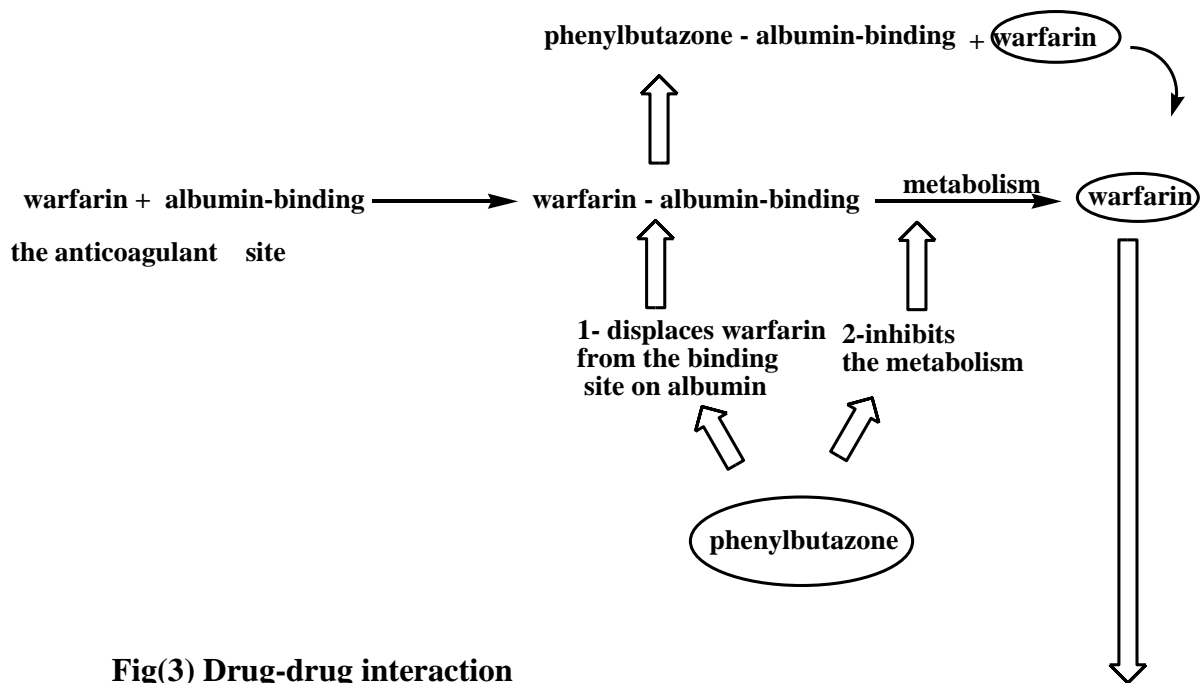 phenylbutazone - albumin-binding + warfarin
warfarin + albumin-binding
the anticoagulant site
warfarin - albumin-binding
metabolism
warfarin
1- displaces warfarin
from the binding
site on albumin
2-inhibits
the metabolism
phenylbutazone
Fig(3) Drug-drug interaction